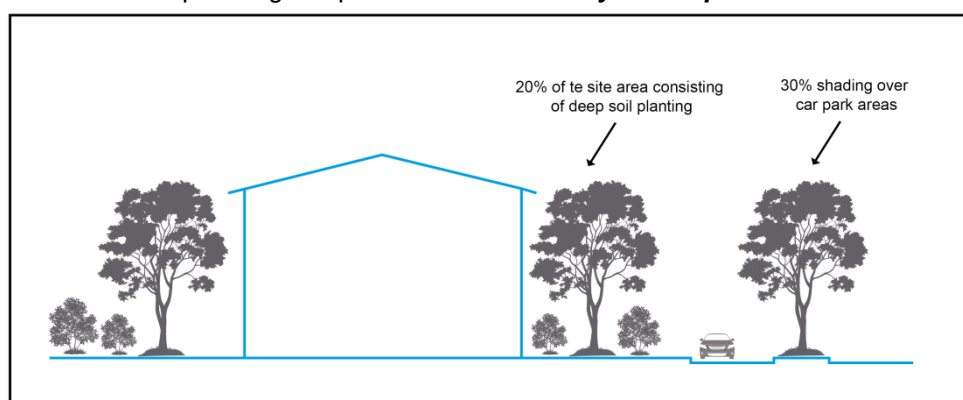 20% of te site area consisting
of deep soil planting
30% shading over
car park areas